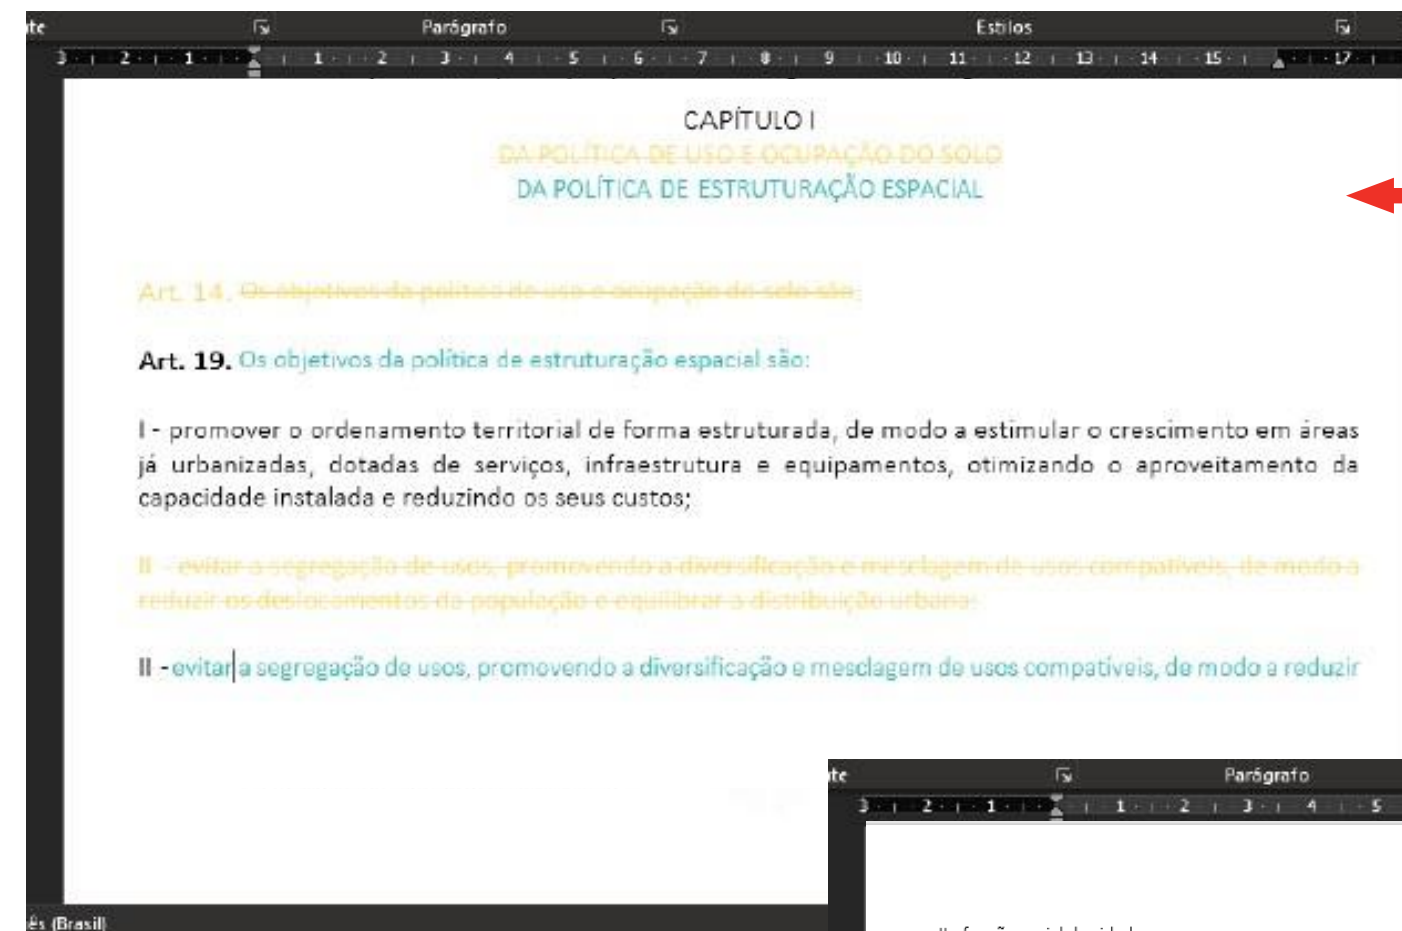 Parágrafo Estilos
3 2 1 1 2 3 4 5 6 7 8 9 10 11 12 13 14 15 17
CAPÍTULO I
DA POLÍTICA DE USO E OCUPAÇÃO DO SOLO
DA POLÍTICA DE ESTRUTURAÇÃO ESPACIAL
Art. 14. Os objetivos da política de uso e ocupação do solo são:
Art. 19. Os objetivos da política de estruturação espacial são:
I - promover o ordenamento territorial de forma estruturada, de modo a estimular o crescimento em áreas
já urbanizadas, dotadas de serviços, infraestrutura e equipamentos, otimizando o aproveitamento da
capacidade instalada e reduzindo os seus custos;
II - evitar a segregação de usos, promovendo a diversificação e mesclagem de usos compatíveis, de modo a
reduzir os deslocamentos da população e equilibrar a distribuição urbana;
II - evitar a segregação de usos, promovendo a diversificação e mesclagem de usos compatíveis, de modo a reduzir
te Parágrafo
3 2 1 1 2 3 4 5
ês (Brasil)